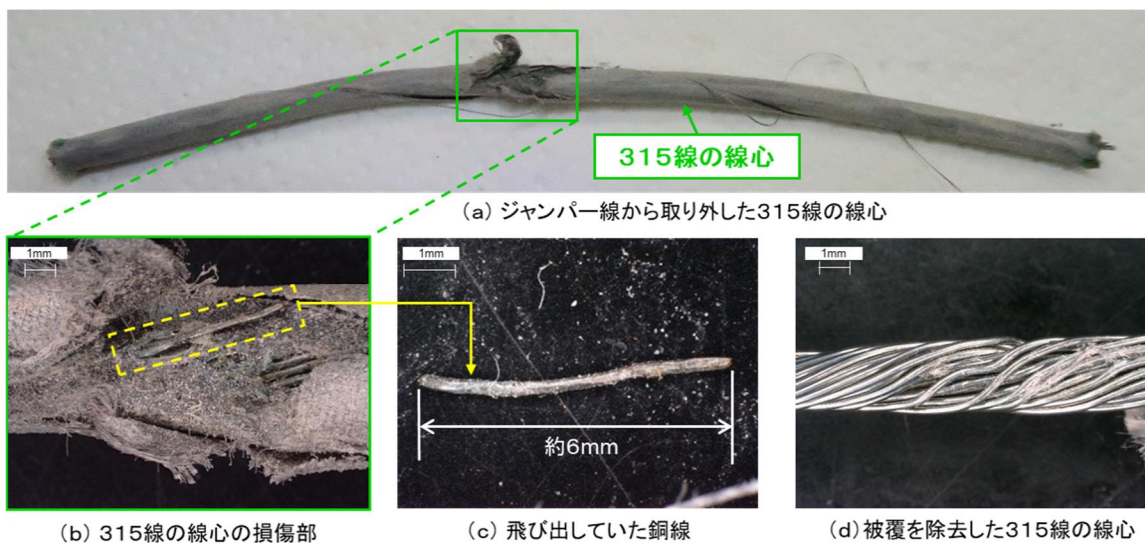 315線の線心
(a) ジャンパー線から取り外した315線の線心
1mm
1mm
1mm
約6mm
(b) 315線の線心の損傷部
(c) 飛び出していた銅線
(d) 被覆を除去した315線の線心